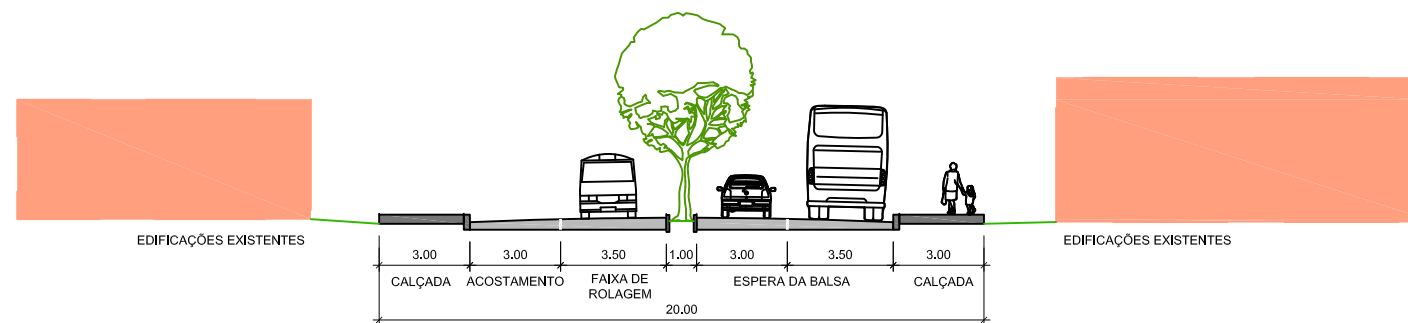 EDIFICAÇÕES EXISTENTES
EDIFICAÇÕES EXISTENTES
3.00 3.00 3.50 1.00 3.00 3.50 3.00
CALÇADA ACOSTAMENTO FAIXA DE ESPERA DA BALSA CALÇADA
ROLAGEM
20.00